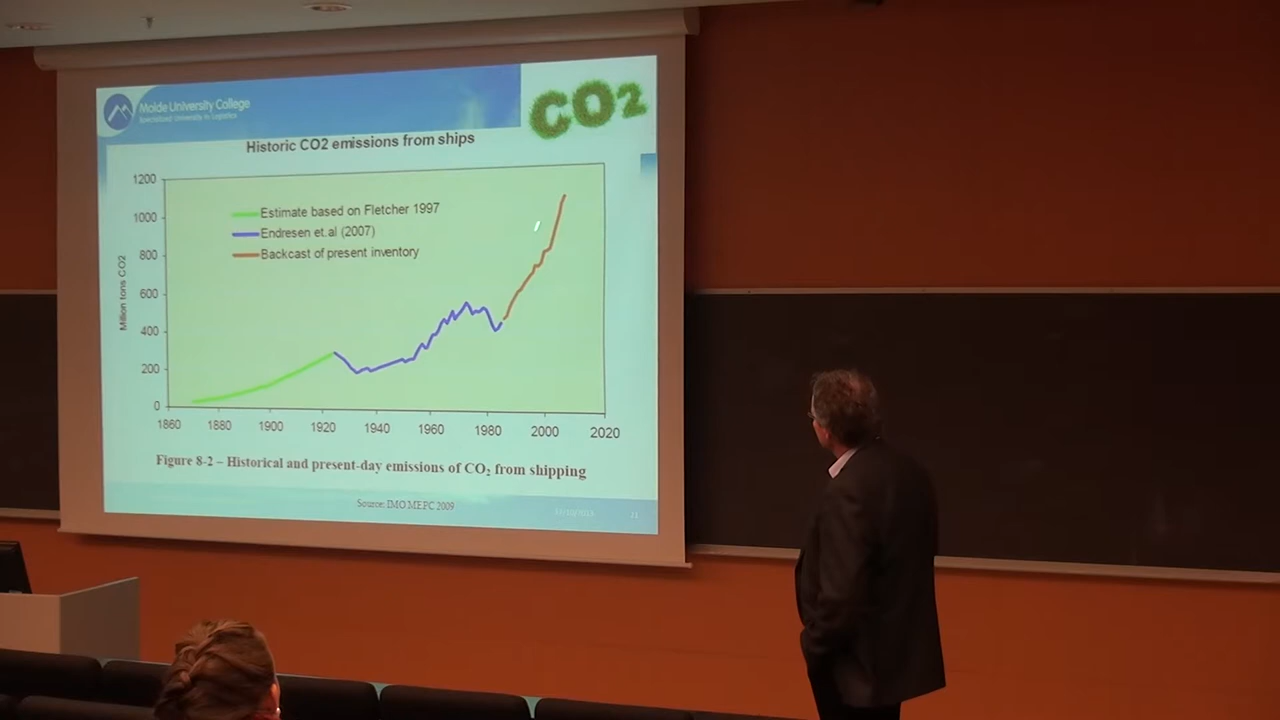 Molde University College
Specialized University in Logistics
CO2
Historic CO2 emissions from ships
1200
1000
800
600
400
200
0
Million tons CO2
Estimate based on Fletcher 1997
Endresen et.al (2007)
Backcast of present inventory
1860 1880 1900 1920 1940 1960 1980 2000 2020
Figure 8-2 – Historical and present-day emissions of CO₂ from shipping
Source: IMO MEPC 2009
21